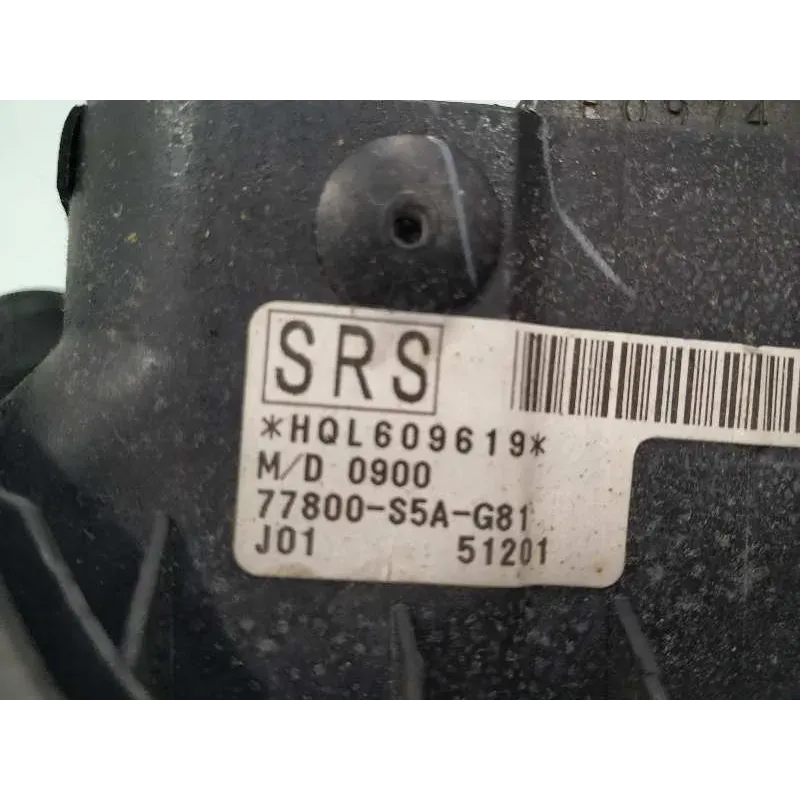 SRS
*HQL609619*
M/D 0900
77800-S5A-G81
J01 51201